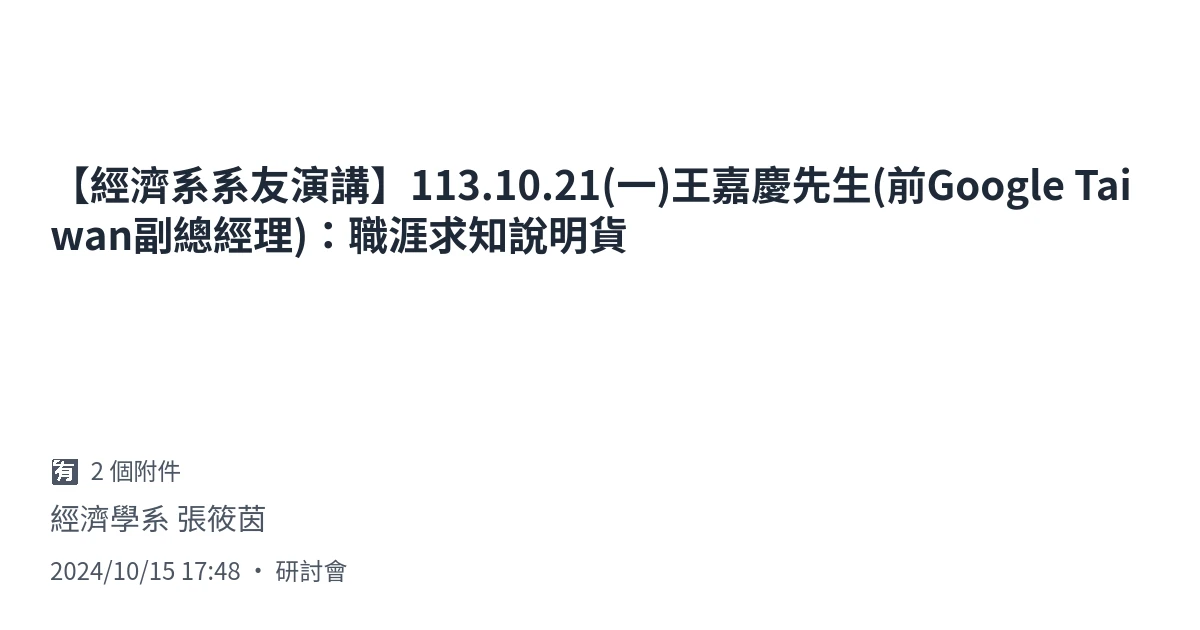 【經濟系系友演講】113.10.21(一)王嘉慶先生(前Google Tai
wan副總經理)：職涯求知說明貨
有 2 個附件
經濟學系 張筱茵
2024/10/15 17:48 • 研討會